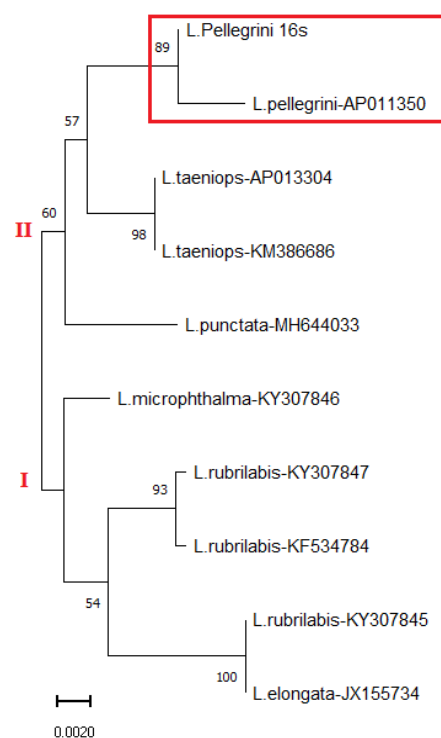 L.Pellegrini 16s
89
L.pellegrini-AP011350
57
L.taeniops-AP013304
60
98
II
L.taeniops-KM386686
L.punctata-MH644033
L.microphthalma-KY307846
I
L.rubrilabis-KY307847
93
L.rubrilabis-KF534784
54
L.rubrilabis-KY307845
100
L.elongata-JX155734
0.0020